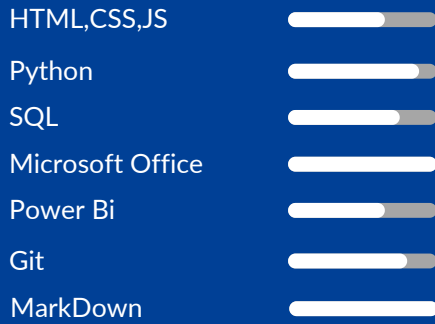 HTML,CSS,JS
Python
SQL
Microsoft Office
Power Bi
Git
MarkDown